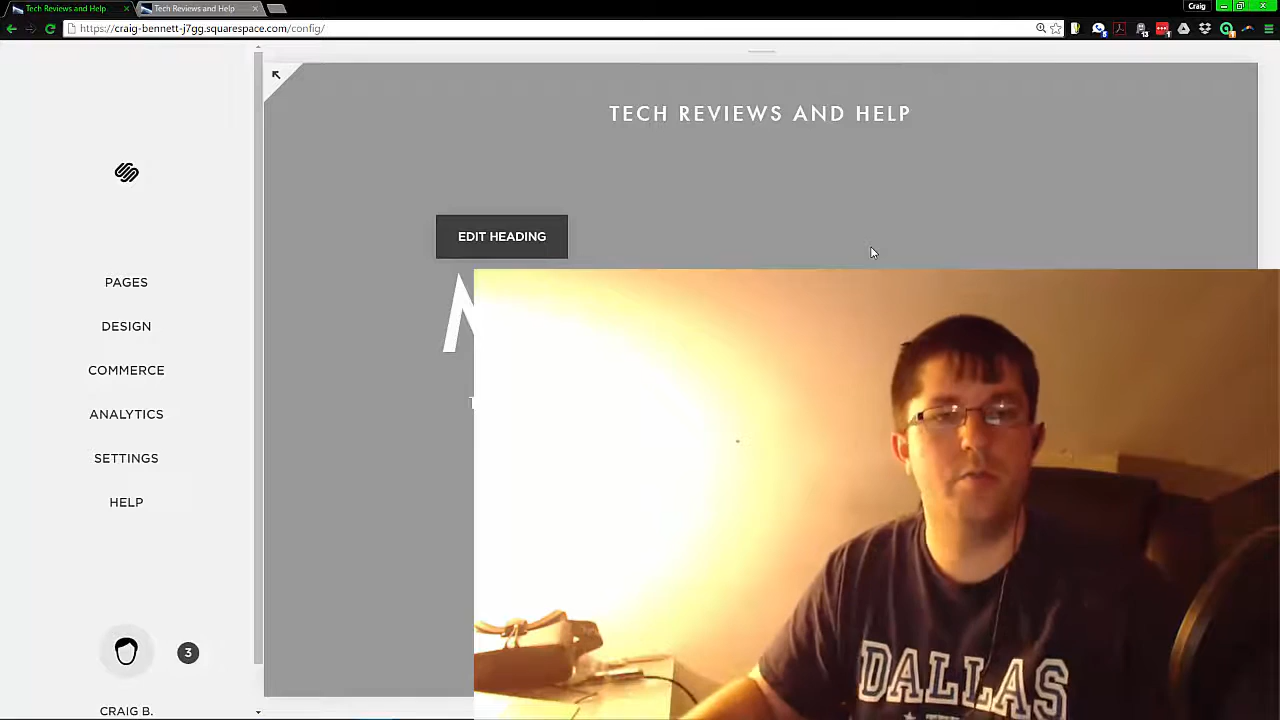 Tech Reviews and Help
Tech Reviews and Help
Craig
https://craig-bennett-j7gg.squarespace.com/config/
TECH REVIEWS AND HELP
EDIT HEADING
PAGES
DESIGN
COMMERCE
ANALYTICS
SETTINGS
HELP
3
CRAIG B.
DALLAS